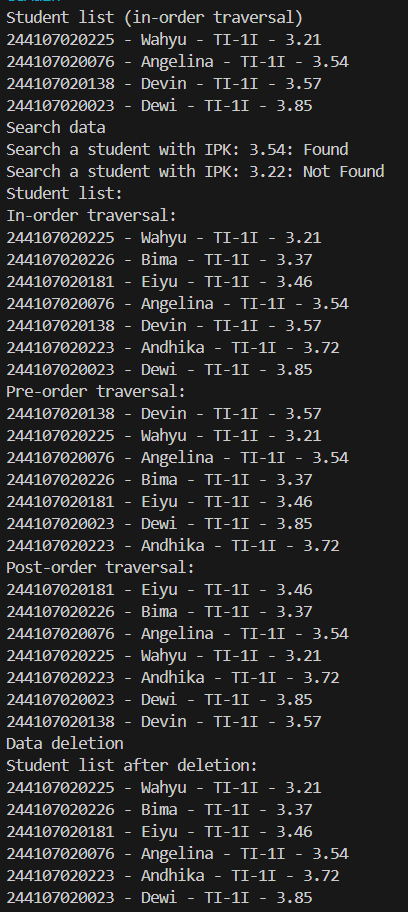 Student list (in-order traversal)
244107020225 - Wahyu - TI-1I - 3.21
244107020076 - Angelina - TI-1I - 3.54
244107020138 - Devin - TI-1I - 3.57
244107020023 - Dewi - TI-1I - 3.85
Search data
Search a student with IPK: 3.54: Found
Search a student with IPK: 3.22: Not Found
Student list:
In-order traversal:
244107020225 - Wahyu - TI-1I - 3.21
244107020226 - Bima - TI-1I - 3.37
244107020181 - Eiyu - TI-1I - 3.46
244107020076 - Angelina - TI-1I - 3.54
244107020138 - Devin - TI-1I - 3.57
244107020223 - Andhika - TI-1I - 3.72
244107020023 - Dewi - TI-1I - 3.85
Pre-order traversal:
244107020138 - Devin - TI-1I - 3.57
244107020225 - Wahyu - TI-1I - 3.21
244107020076 - Angelina - TI-1I - 3.54
244107020226 - Bima - TI-1I - 3.37
244107020181 - Eiyu - TI-1I - 3.46
244107020023 - Dewi - TI-1I - 3.85
244107020223 - Andhika - TI-1I - 3.72
Post-order traversal:
244107020181 - Eiyu - TI-1I - 3.46
244107020226 - Bima - TI-1I - 3.37
244107020076 - Angelina - TI-1I - 3.54
244107020225 - Wahyu - TI-1I - 3.21
244107020223 - Andhika - TI-1I - 3.72
244107020023 - Dewi - TI-1I - 3.85
244107020138 - Devin - TI-1I - 3.57
Data deletion
Student list after deletion:
244107020225 - Wahyu - TI-1I - 3.21
244107020226 - Bima - TI-1I - 3.37
244107020181 - Eiyu - TI-1I - 3.46
244107020076 - Angelina - TI-1I - 3.54
244107020223 - Andhika - TI-1I - 3.72
244107020023 - Dewi - TI-1I - 3.85